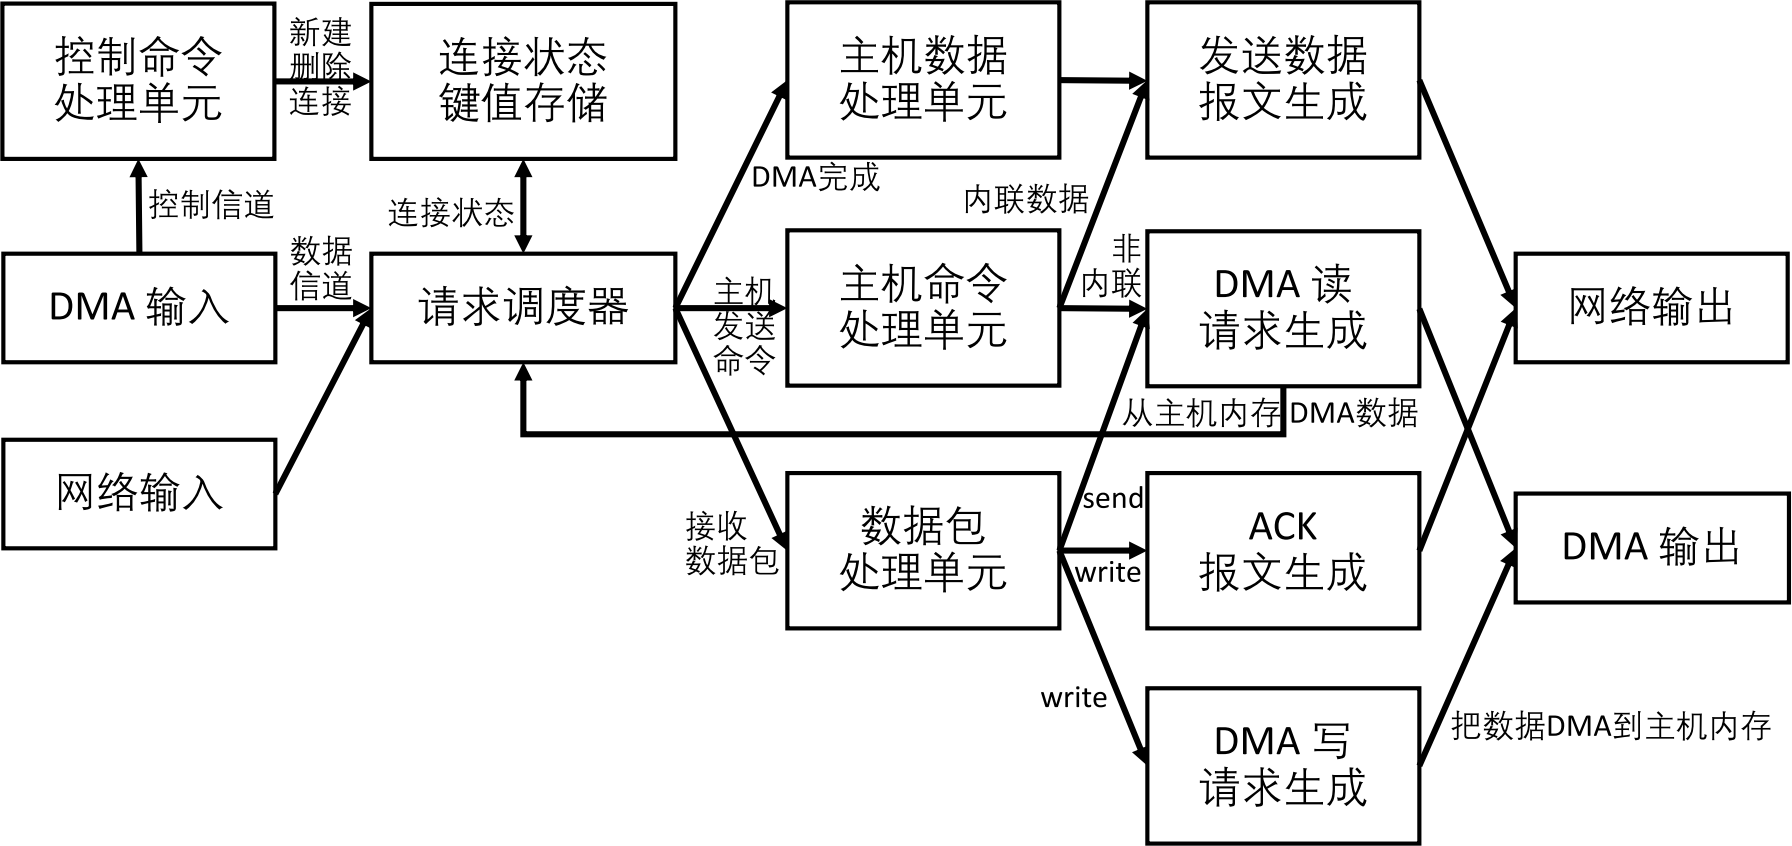 控制命令
处理单元
新建
删除
连接
连接状态
键值存储
主机数据
处理单元
发送数据
报文生成
控制信道
连接状态
DMA完成
内联数据
DMA 输入
数据
信道
请求调度器
主机
发送
命令
主机命令
处理单元
非
内联
DMA 读
请求生成
网络输出
从主机内存
DMA数据
网络输入
接收
数据包
数据包
处理单元
send
write
ACK
报文生成
DMA 输出
write
DMA 写
请求生成
把数据DMA到主机内存